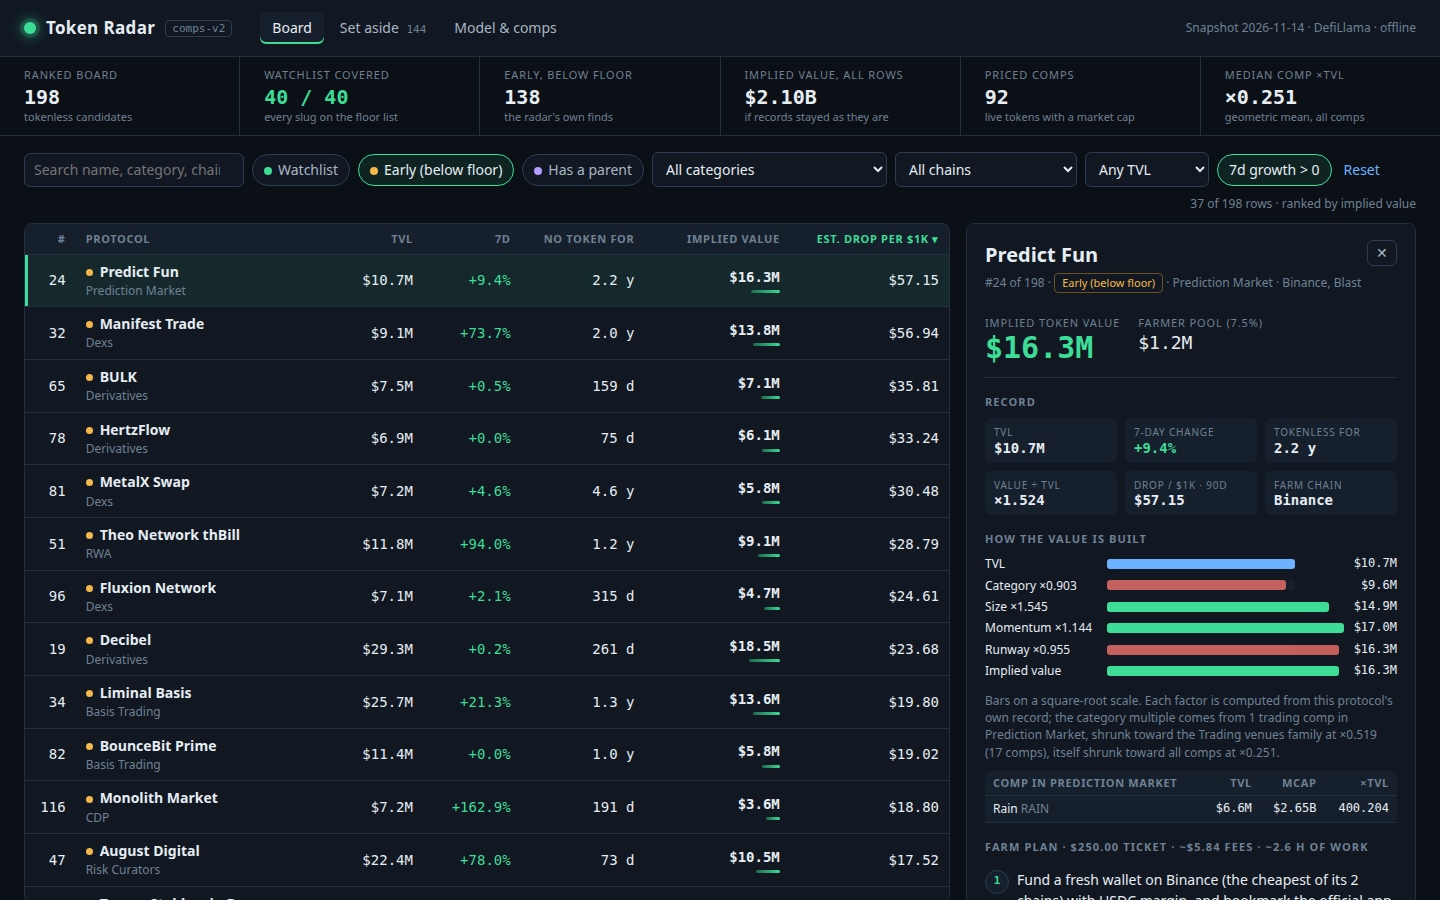 Token Radar comps-v2 Board Set aside 144 Model & comps Snapshot 2026-11-14 · DefiLlama · offline
RANKED BOARD
198
tokenless candidates
WATCHLIST COVERED
40 / 40
every slug on the floor list
EARLY, BELOW FLOOR
138
the radar's own finds
IMPLIED VALUE, ALL ROWS
$2.10B
if records stayed as they are
PRICED COMPS
92
live tokens with a market cap
MEDIAN COMP ×TVL
×0.251
geometric mean, all comps
Search name, category, chai Watchlist Early (below floor) Has a parent All categories All chains Any TVL 7d growth > 0 Reset
37 of 198 rows · ranked by implied value
# PROTOCOL TVL 7D NO TOKEN FOR IMPLIED VALUE EST. DROP PER $1K ▼
24 Predict Fun $10.7M +9.4% 2.2 y $16.3M $57.15
Prediction Market
32 Manifest Trade $9.1M +73.7% 2.0 y $13.8M $56.94
Dexs
65 BULK $7.5M +0.5% 159 d $7.1M $35.81
Derivatives
78 HertzFlow $6.9M +0.0% 75 d $6.1M $33.24
Derivatives
81 MetalX Swap $7.2M +4.6% 4.6 y $5.8M $30.48
Dexs
51 Theo Network thBill $11.8M +94.0% 1.2 y $9.1M $28.79
RWA
96 Fluxion Network $7.1M +2.1% 315 d $4.7M $24.61
Dexs
19 Decibel $29.3M +0.2% 261 d $18.5M $23.68
Derivatives
34 Liminal Basis $25.7M +21.3% 1.3 y $13.6M $19.80
Basis Trading
82 BounceBit Prime $11.4M +0.0% 1.0 y $5.8M $19.02
Basis Trading
116 Monolith Market $7.2M +162.9% 191 d $3.6M $18.80
CDP
47 August Digital $22.4M +78.0% 73 d $10.5M $17.52
Risk Curators
Predict Fun ✕
#24 of 198 · Early (below floor) · Prediction Market · Binance, Blast
IMPLIED TOKEN VALUE
$16.3M
FARMER POOL (7.5%)
$1.2M
RECORD
TVL
$10.7M
7-DAY CHANGE
+9.4%
TOKENLESS FOR
2.2 y
VALUE ÷ TVL
×1.524
DROP / $1K · 90D
$57.15
FARM CHAIN
Binance
HOW THE VALUE IS BUILT
TVL $10.7M
Category ×0.903 $9.6M
Size ×1.545 $14.9M
Momentum ×1.144 $17.0M
Runway ×0.955 $16.3M
Implied value $16.3M
Bars on a square-root scale. Each factor is computed from this protocol's
own record; the category multiple comes from 1 trading comp in
Prediction Market, shrunk toward the Trading venues family at ×0.519
(17 comps), itself shrunk toward all comps at ×0.251.
COMP IN PREDICTION MARKET TVL MCAP ×TVL
Rain RAIN $6.6M $2.65B 400.204
FARM PLAN · $250.00 TICKET · ~$5.84 FEES · ~2.6 H OF WORK
1 Fund a fresh wallet on Binance (the cheapest of its 2
chains) with USDC margin, and bookmark the official app